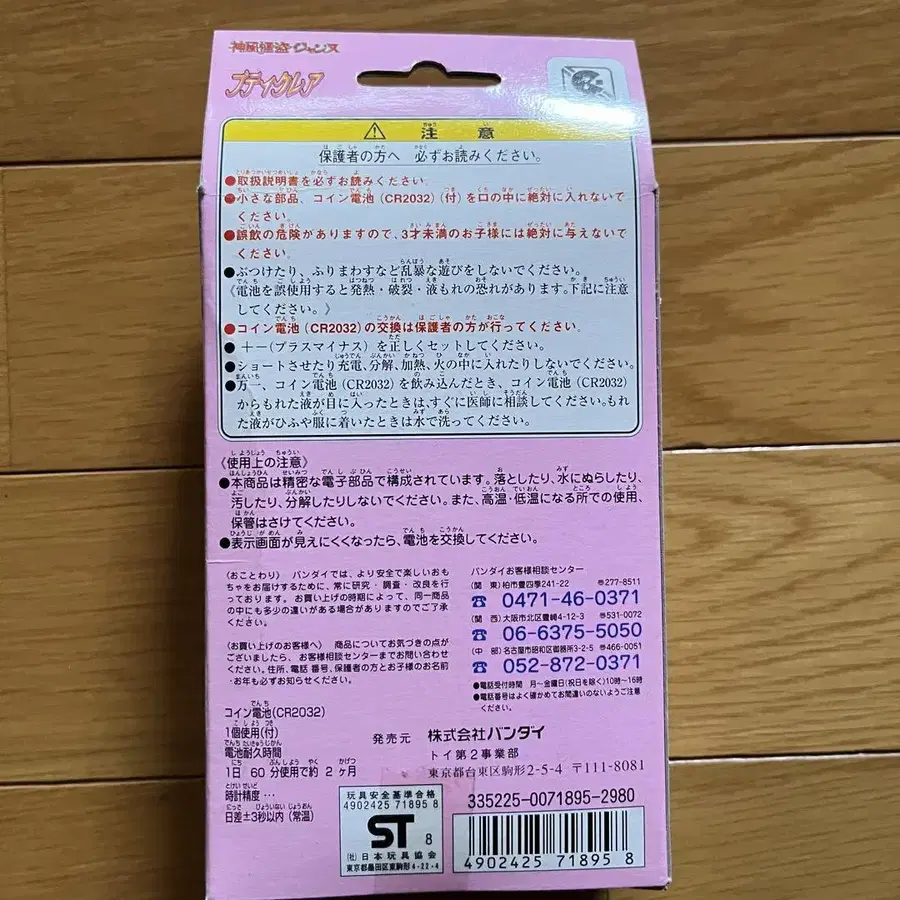 神風怪盗ジャンヌ
プティクレア
⚠ 注意
保護者の方へ 必ずお読みください。
●取扱説明書を必ずお読みください。
●小さな部品、コイン電池(CR2032)(付)を口の中に絶対に入れないで
ください。
●誤飲の危険がありますので、3才未満のお子様には絶対に与えないで
ください。
●ぶつけたり、ふりまわすなど乱暴な遊びをしないでください。
《電池を誤使用すると発熱・破裂・液もれの恐れがあります。下記に注意
してください。》
●コイン電池(CR2032)の交換は保護者の方が行ってください。
●＋－(プラスマイナス)を正しくセットしてください。
●ショートさせたり充電、分解、加熱、火の中に入れたりしないでください。
●万一、コイン電池(CR2032)を飲み込んだとき、コイン電池(CR2032)
からもれた液が目に入ったときは、すぐに医師に相談してください。もれ
た液がひふや服に着いたときは水で洗ってください。
《使用上の注意》
●本商品は精密な電子部品で構成されています。落としたり、水にぬらしたり、
汚したり、分解したりしないでください。また、高温・低温になる所での使用、
保管はさけてください。
●表示画面が見えにくくなったら、電池を交換してください。
〈おことわり〉 バンダイでは、より安全で楽しいおも
ちゃをお届けするために、常に研究・調査・改良を行
っております。お買い上げの時期によって、同一商品
の中にも多少の違いがある場合がありますのでご了承
ください。
〈お買い上げのお客様へ〉 商品についてお気づきの点が
ございましたら、お客様相談センターまでお問い合わせ
ください。住所、電話番号、保護者の方とお子様のお名前
・お年も必ずお知らせください。
バンダイお客様相談センター
(関 東)柏市豊四季241-22 〒277-8511
☎ 0471-46-0371
(関 西)大阪市北区豊崎4-12-3 〒531-0072
☎ 06-6375-5050
(中 部)名古屋市昭和区御器所3-2-5 〒466-0051
☎ 052-872-0371
●電話受付時間 月～金曜日(祝日を除く)10時～16時
●電話番号はよく確かめてお間違いのないようご注意
ください。
コイン電池(CR2032)
1個使用(付)
電池耐久時間
1日 60分使用で約 2ヶ月
時計精度…
日差±3秒以内(常温)
発売元 株式会社バンダイ
トイ第2事業部
東京都台東区駒形2-5-4 〒111-8081
玩具安全基準合格
4902425 71895 8
ST 8
(社)日本玩具協会
東京都墨田区東駒形4-22-4
335225-0071895-2980
4902425 71895 8